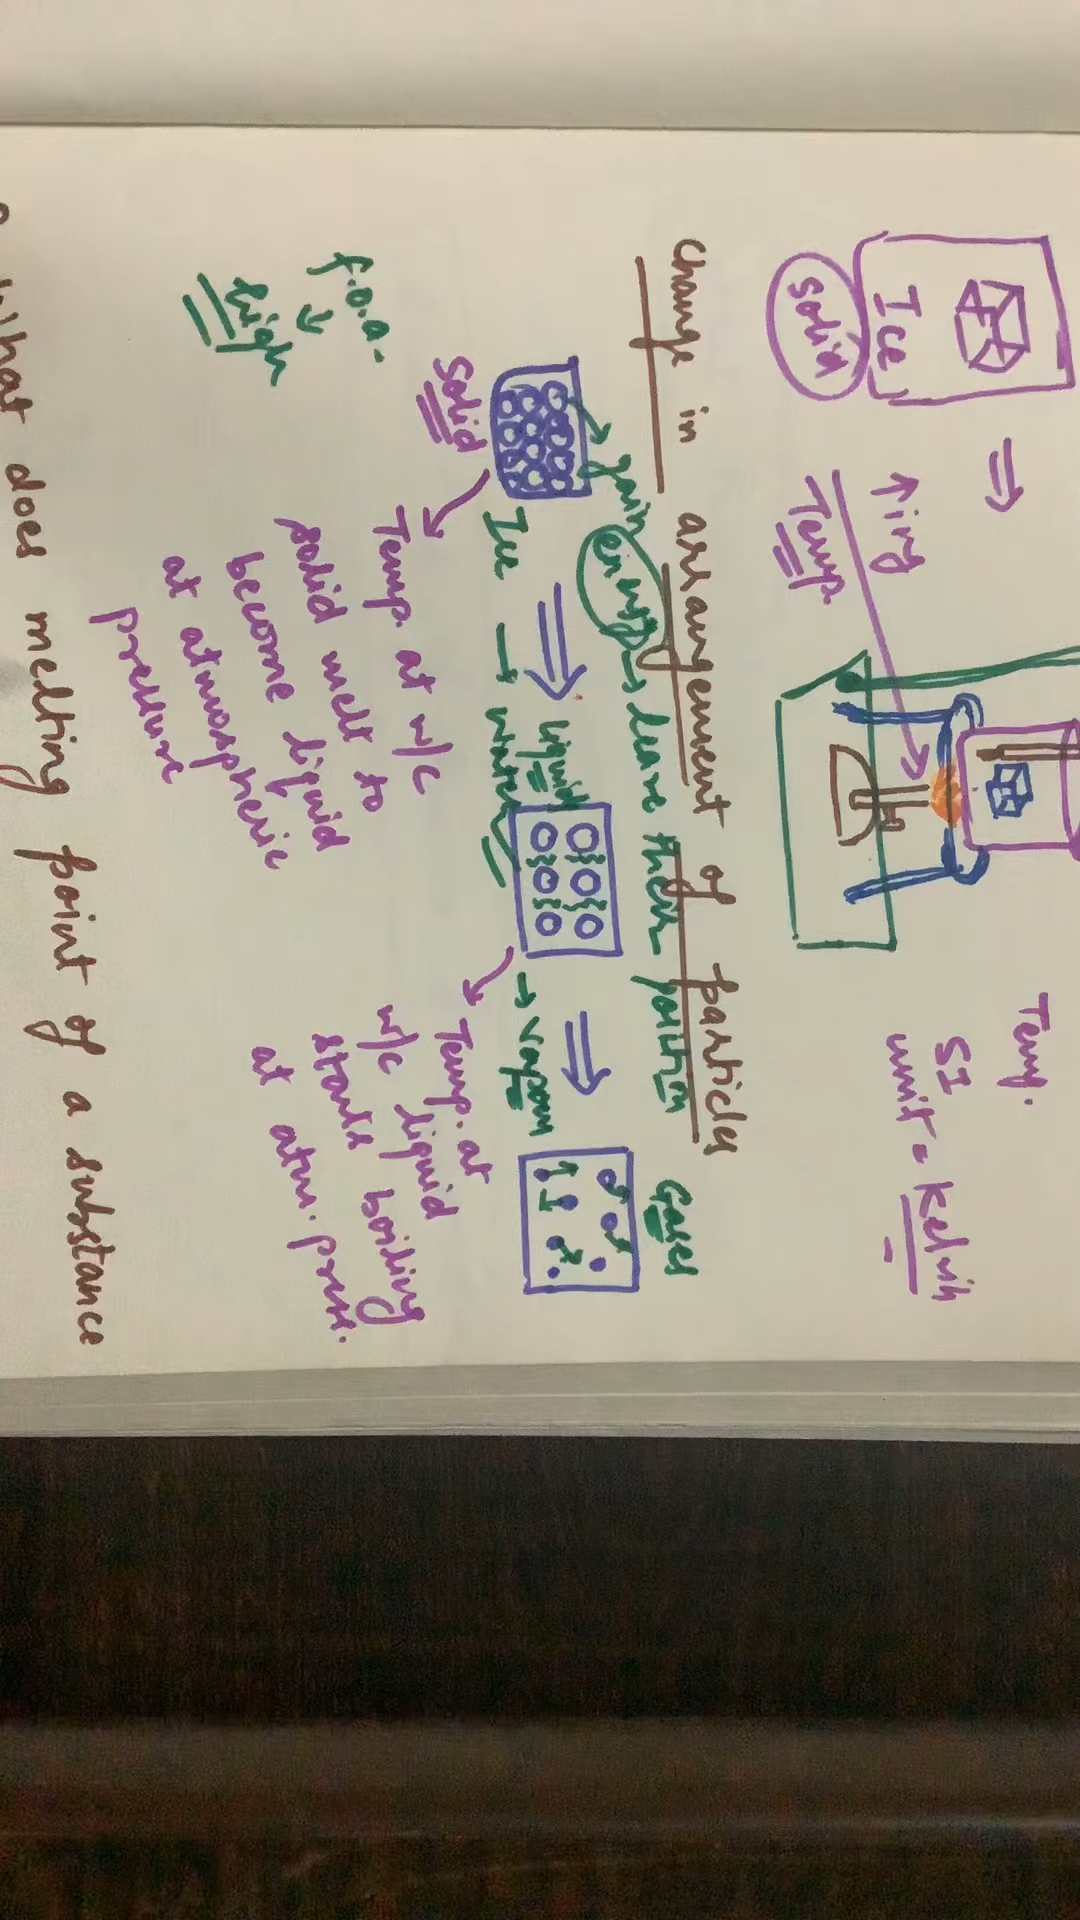 Ice
Solid
⇒
↑ing
Temp.
Temp.
SI
unit = Kelvin
Change in arrangement of particles
gain energy → leave their position
Gases
Liquid
Ice → water → vapour
Solid
f.o.a.
↓
high
Temp. at w/c
solid melt to
become liquid
at atmospheric
pressure
Temp. at
w/c liquid
starts boiling
at atm. press.
What does melting point of a substance